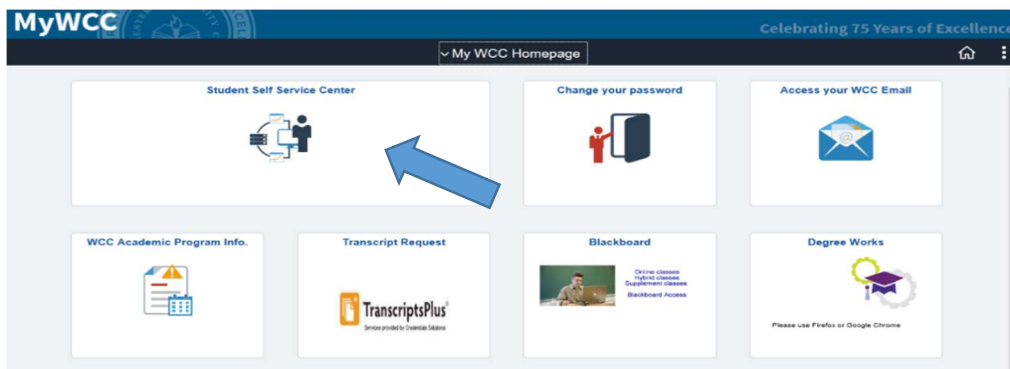 MyWCC
Celebrating 75 Years of Excellence
My WCC Homepage
Student Self Service Center
Change your password
Access your WCC Email
WCC Academic Program Info.
Transcript Request
Blackboard
Degree Works
Online classes
Hybrid classes
Supplement classes
Blackboard Access
TranscriptsPlus
Services provided by Credentials Solutions
Please use Firefox or Google Chrome